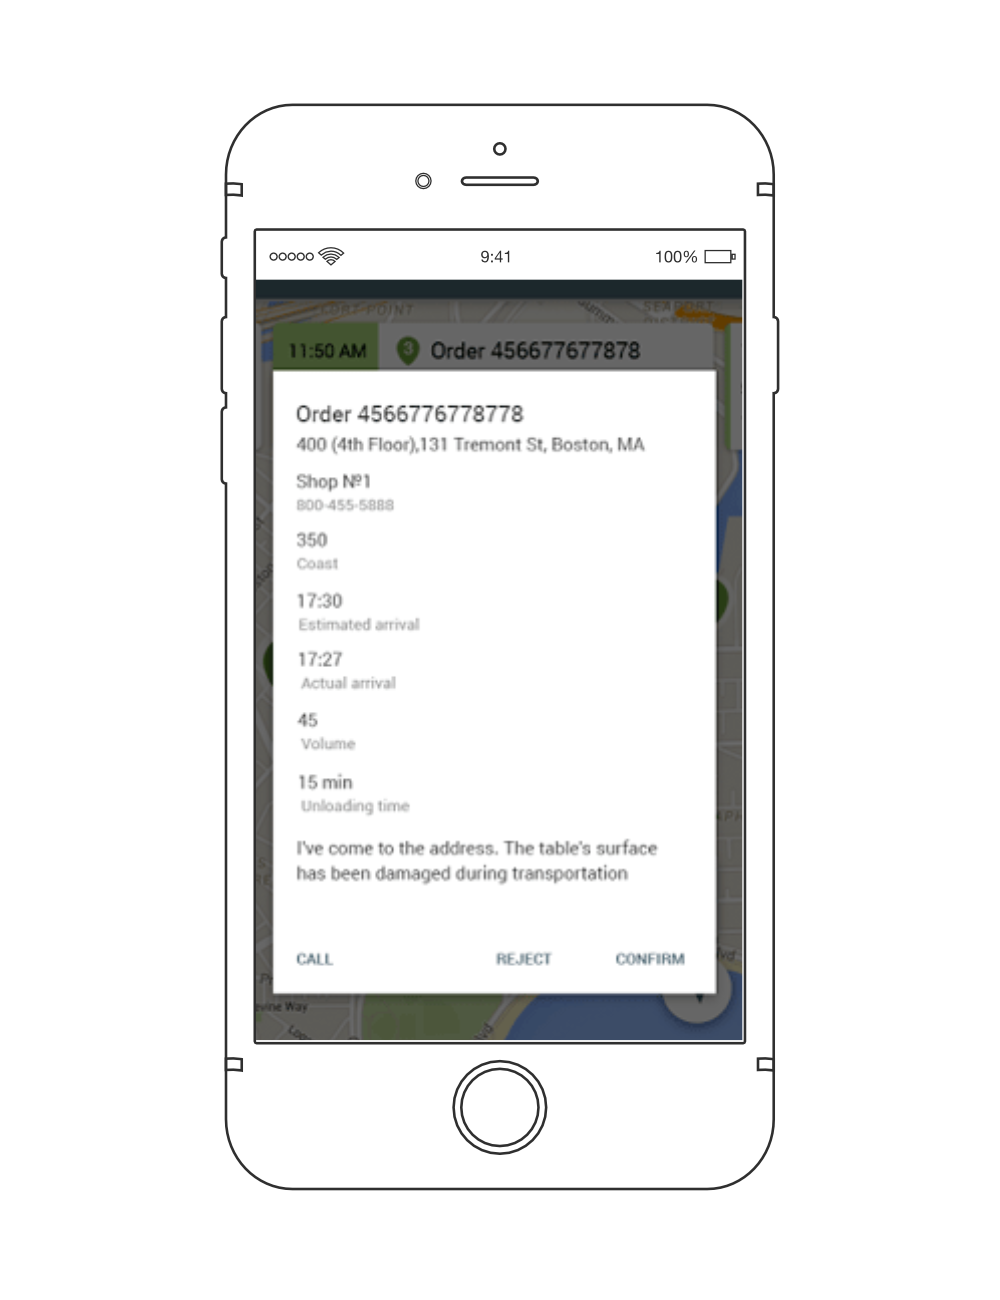 9:41
100%
FORT POINT
SEAPORT
11:50 AM
3
Order 456677677878
Order 4566776778778
400 (4th Floor),131 Tremont St, Boston, MA
Shop №1
800-455-5888
350
Coast
17:30
Estimated arrival
17:27
Actual arrival
45
Volume
15 min
Unloading time
I've come to the address. The table's surface
has been damaged during transportation
CALL
REJECT
CONFIRM
evine Way